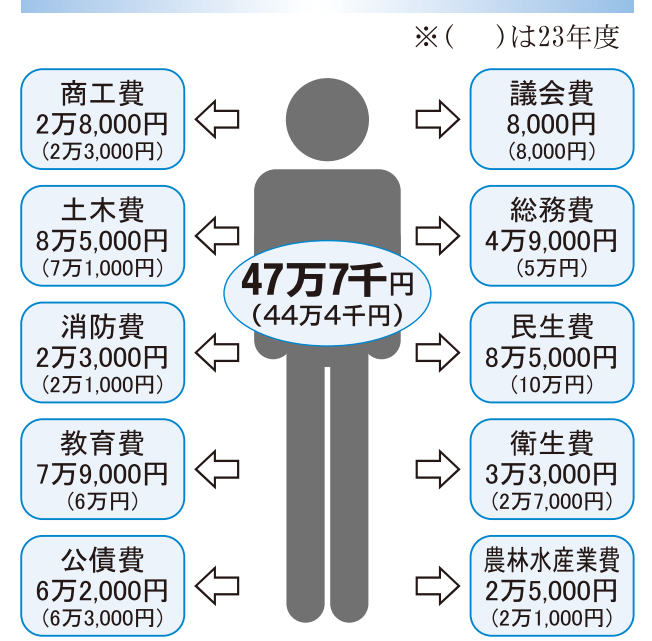 ※(　)は23年度
商工費
2万8,000円
(2万3,000円)
土木費
8万5,000円
(7万1,000円)
消防費
2万3,000円
(2万1,000円)
教育費
7万9,000円
(6万円)
公債費
6万2,000円
(6万3,000円)
47万7千円
(44万4千円)
議会費
8,000円
(8,000円)
総務費
4万9,000円
(5万円)
民生費
8万5,000円
(10万円)
衛生費
3万3,000円
(2万7,000円)
農林水産業費
2万5,000円
(2万1,000円)